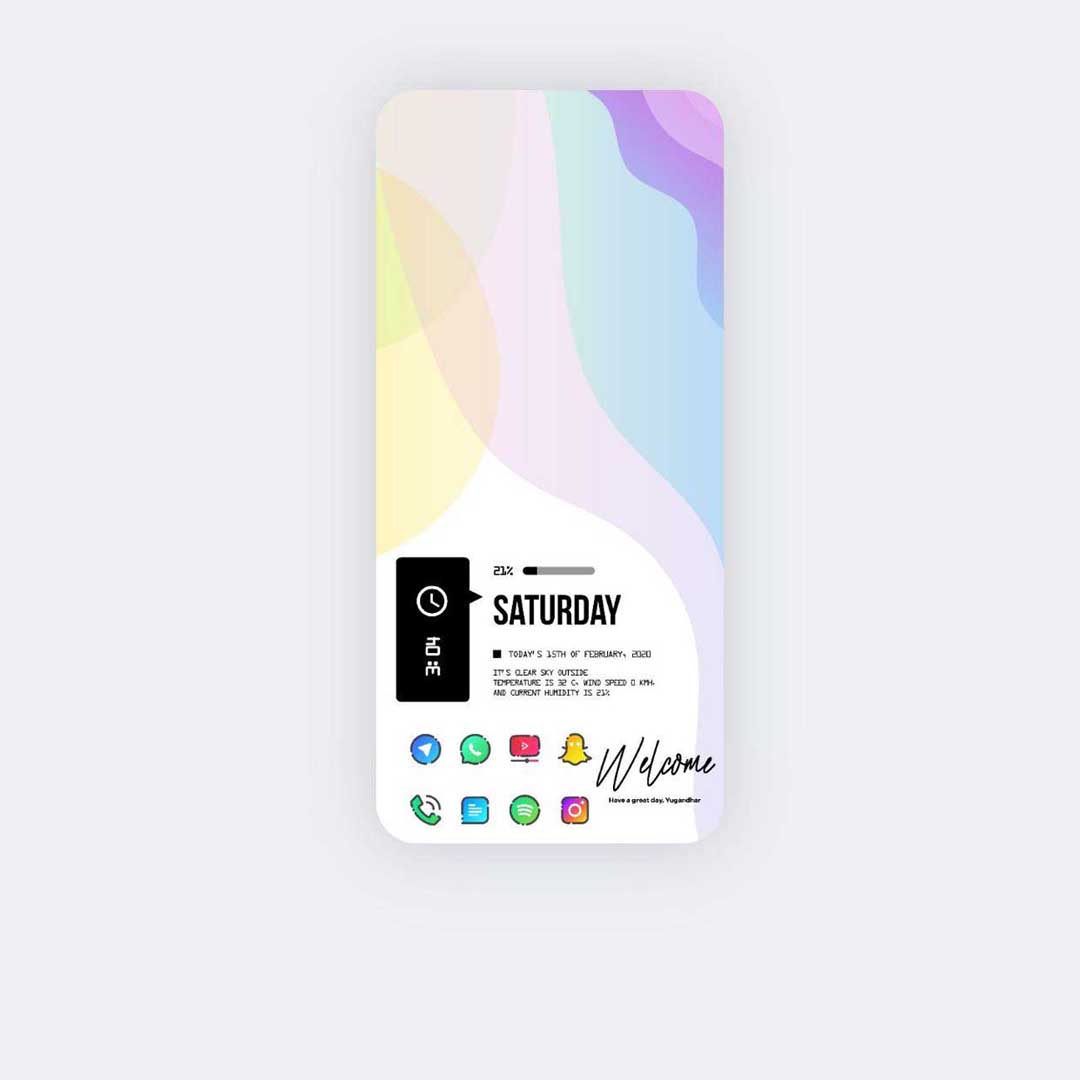 21%
SATURDAY
TODAY'S 15TH OF FEBRUARY, 2020
IT'S CLEAR SKY OUTSIDE
TEMPERATURE IS 32 C, WIND SPEED 0 KMH,
AND CURRENT HUMIDITY IS 21%
Welcome
Have a great day, Yugandhar